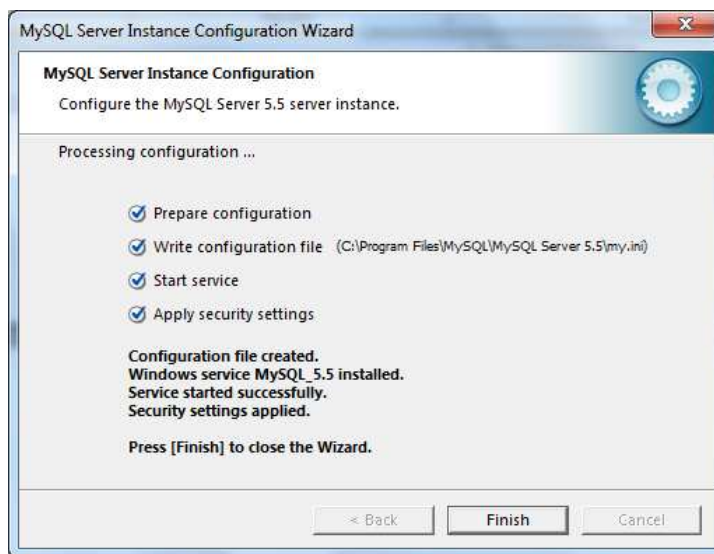 MySQL Server Instance Configuration Wizard
MySQL Server Instance Configuration
Configure the MySQL Server 5.5 server instance.
Processing configuration ...
Prepare configuration
Write configuration file (C:\Program Files\MySQL\MySQL Server 5.5\my.ini)
Start service
Apply security settings
Configuration file created.
Windows service MySQL_5.5 installed.
Service started successfully.
Security settings applied.
Press [Finish] to close the Wizard.
< Back Finish Cancel